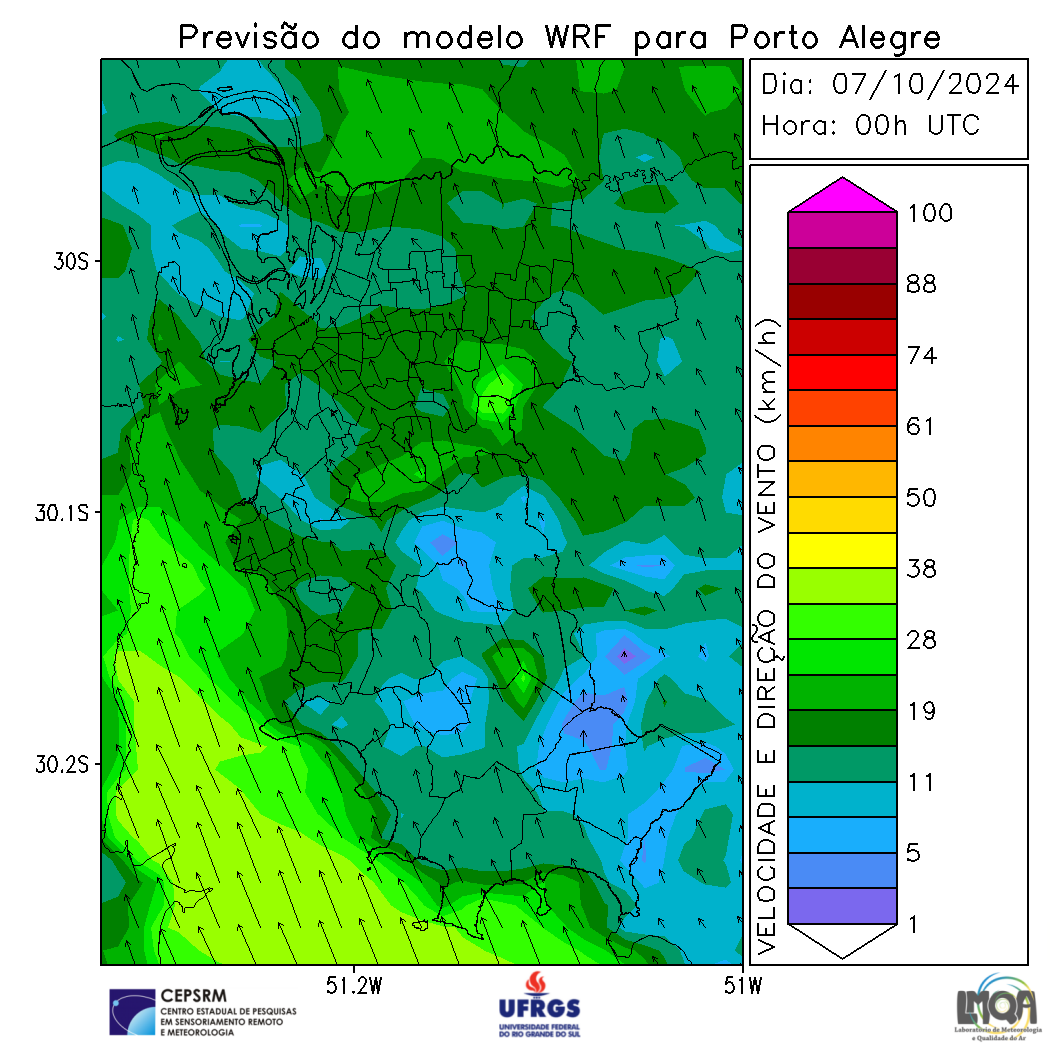 Previsão do modelo WRF para Porto Alegre
Dia: 07/10/2024
Hora: 00h UTC
30S
30.1S
30.2S
51.2W
51W
VELOCIDADE E DIREÇÃO DO VENTO (km/h)
100
88
74
61
50
38
28
19
11
5
1
CEPSRM
CENTRO ESTADUAL DE PESQUISAS
EM SENSORIAMENTO REMOTO
E METEOROLOGIA
UFRGS
UNIVERSIDADE FEDERAL
DO RIO GRANDE DO SUL
LMQA
Laboratório de Meteorologia
e Qualidade do Ar